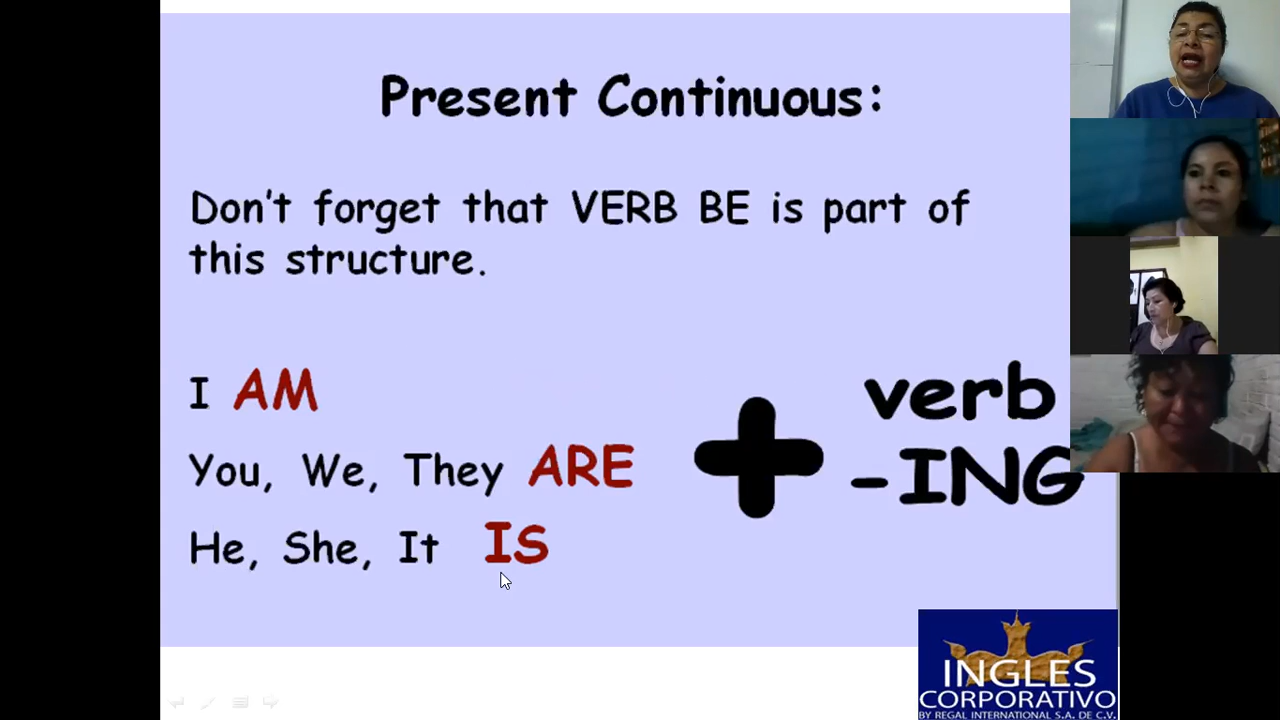 Present Continuous:
Don't forget that VERB BE is part of
this structure.
I AM
You, We, They ARE
He, She, It IS
+ verb
-ING
INGLES
CORPORATIVO
BY REGAL INTERNATIONAL S.A. DE C.V.